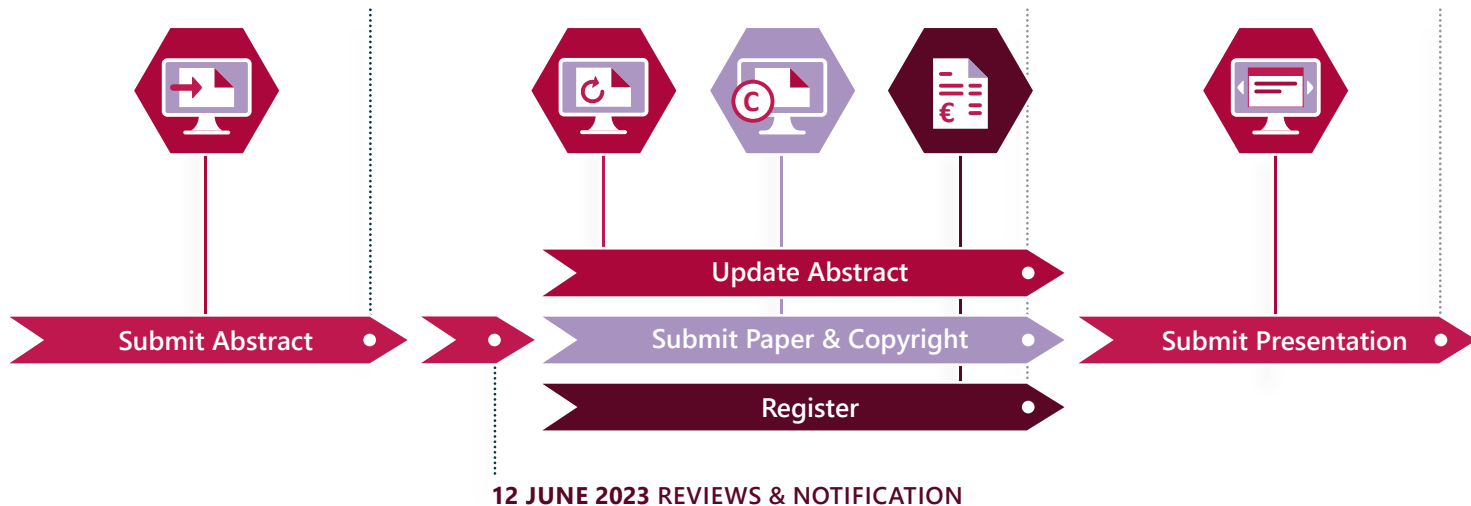 C
€
Update Abstract
Submit Abstract
Submit Paper & Copyright
Submit Presentation
Register
12 JUNE 2023 REVIEWS & NOTIFICATION